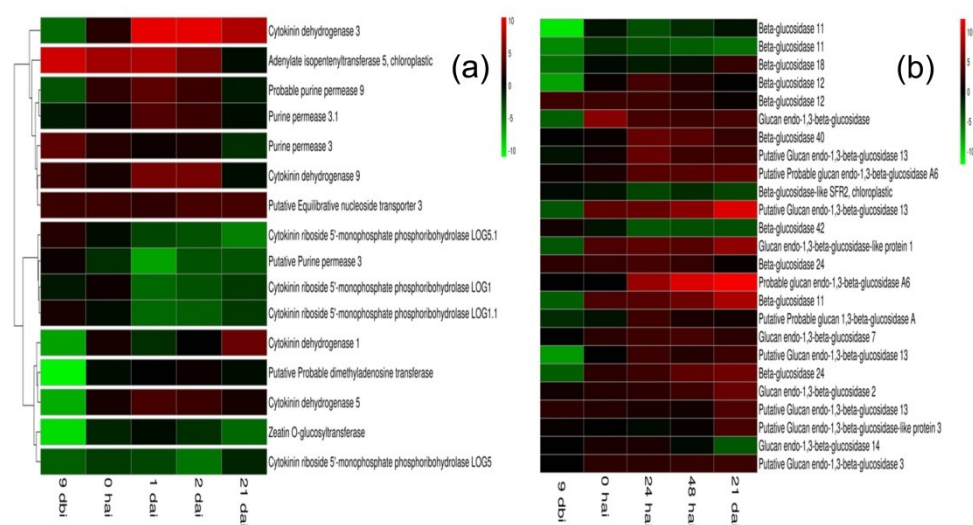 10
5
0
-5
-10
(a)
Cytokinin dehydrogenase 3
Adenylate isopentenyltransferase 5, chloroplastic
Probable purine permease 9
Purine permease 3.1
Purine permease 3
Cytokinin dehydrogenase 9
Putative Equilibrative nucleoside transporter 3
Cytokinin riboside 5'-monophosphate phosphoribohydrolase LOG5.1
Putative Purine permease 3
Cytokinin riboside 5'-monophosphate phosphoribohydrolase LOG1
Cytokinin riboside 5'-monophosphate phosphoribohydrolase LOG1.1
Cytokinin dehydrogenase 1
Putative Probable dimethyladenosine transferase
Cytokinin dehydrogenase 5
Zeatin O-glucosyltransferase
Cytokinin riboside 5'-monophosphate phosphoribohydrolase LOG5
9 dbi
0 hai
1 dai
2 dai
21 dai
10
5
0
-5
-10
(b)
Beta-glucosidase 11
Beta-glucosidase 11
Beta-glucosidase 18
Beta-glucosidase 12
Beta-glucosidase 12
Glucan endo-1,3-beta-glucosidase
Beta-glucosidase 40
Putative Glucan endo-1,3-beta-glucosidase 13
Putative Probable glucan endo-1,3-beta-glucosidase A6
Beta-glucosidase-like SFR2, chloroplastic
Putative Glucan endo-1,3-beta-glucosidase 13
Beta-glucosidase 42
Glucan endo-1,3-beta-glucosidase-like protein 1
Beta-glucosidase 24
Probable glucan endo-1,3-beta-glucosidase A6
Beta-glucosidase 11
Putative Probable glucan 1,3-beta-glucosidase A
Glucan endo-1,3-beta-glucosidase 7
Putative Glucan endo-1,3-beta-glucosidase 13
Beta-glucosidase 24
Glucan endo-1,3-beta-glucosidase 2
Putative Glucan endo-1,3-beta-glucosidase 13
Putative Glucan endo-1,3-beta-glucosidase-like protein 3
Glucan endo-1,3-beta-glucosidase 14
Putative Glucan endo-1,3-beta-glucosidase 3
9 dbi
0 hai
24 hai
48 hai
21 dai